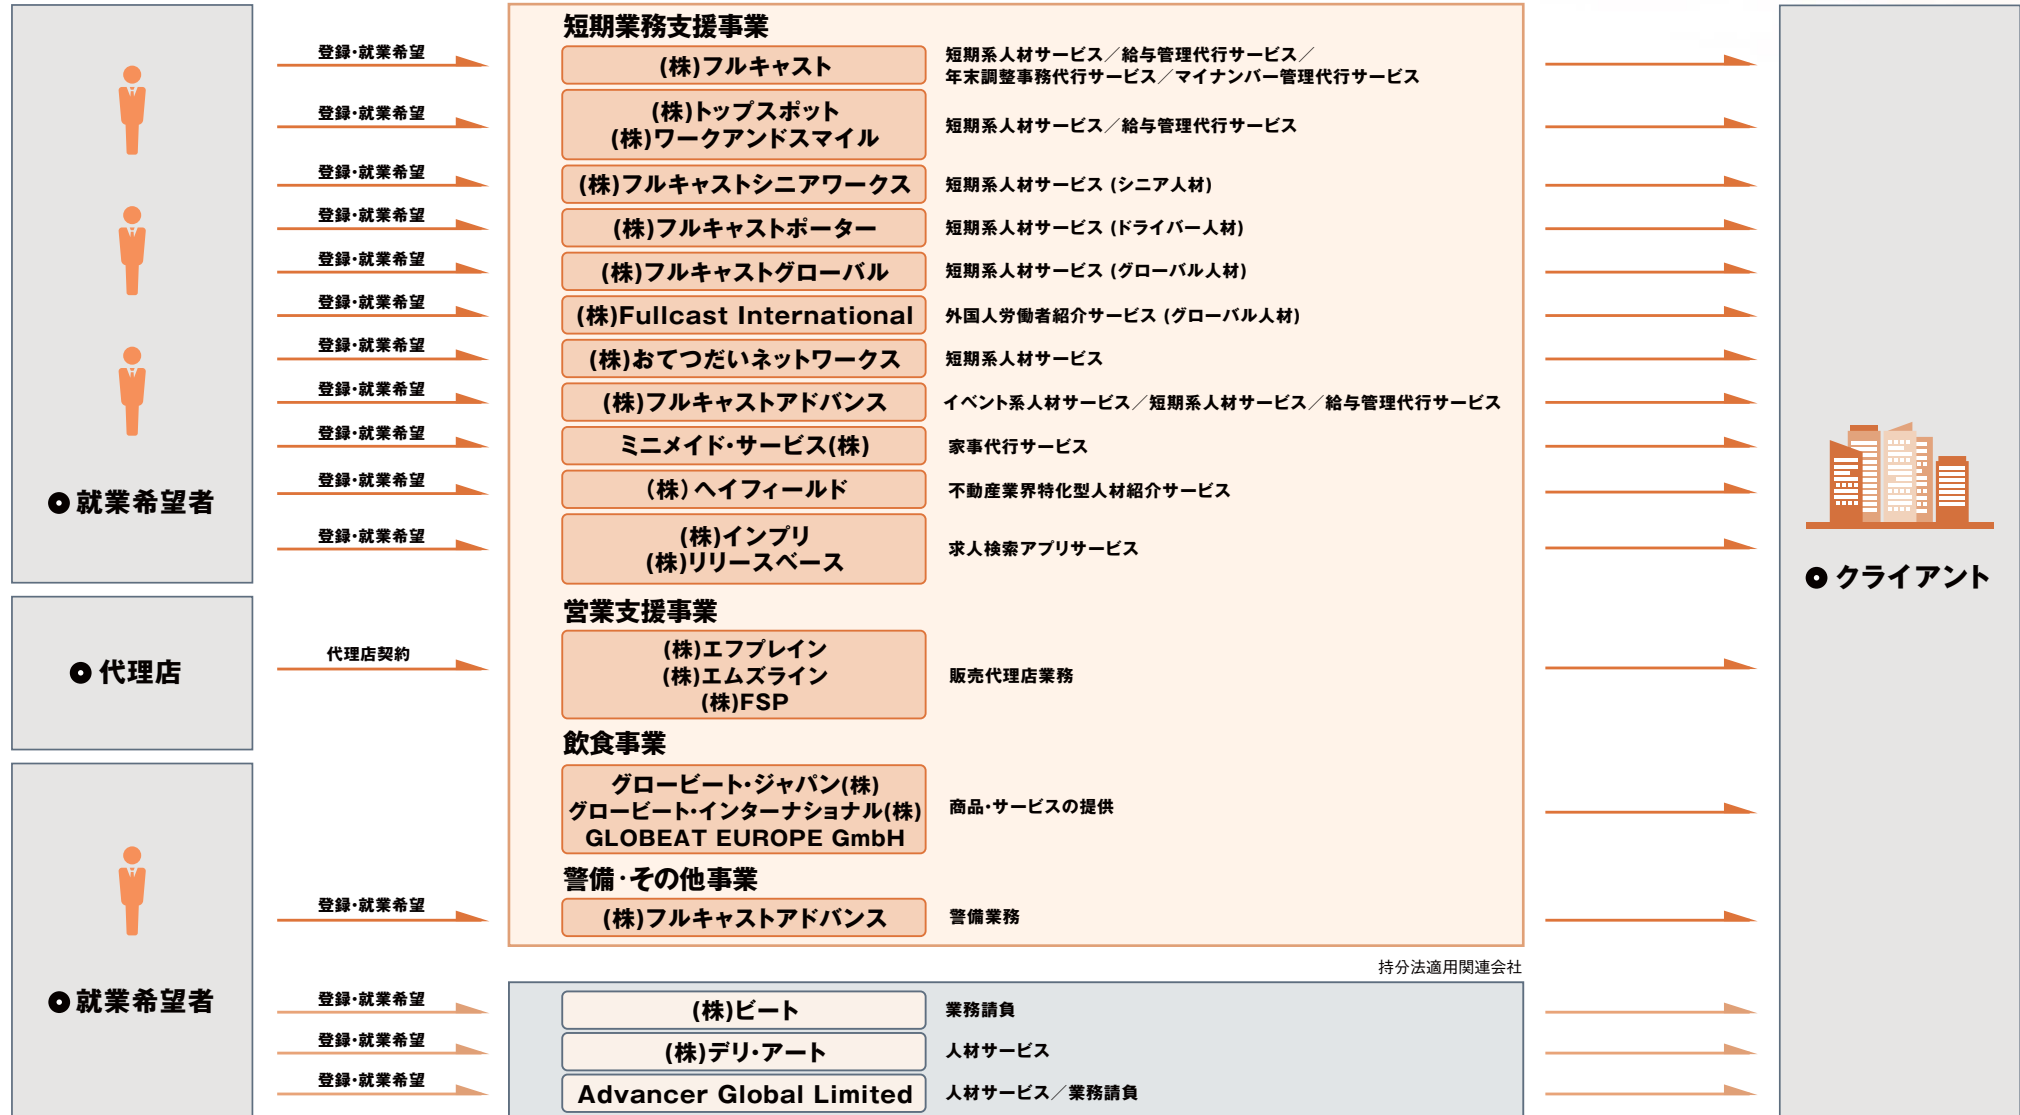 短期業務支援事業
登録・就業希望
(株)フルキャスト
短期系人材サービス／給与管理代行サービス／
年末調整事務代行サービス／マイナンバー管理代行サービス
登録・就業希望
(株)トップスポット
(株)ワークアンドスマイル
短期系人材サービス／給与管理代行サービス
登録・就業希望
(株)フルキャストシニアワークス
短期系人材サービス (シニア人材)
登録・就業希望
(株)フルキャストポーター
短期系人材サービス (ドライバー人材)
登録・就業希望
(株)フルキャストグローバル
短期系人材サービス (グローバル人材)
登録・就業希望
(株)Fullcast International
外国人労働者紹介サービス (グローバル人材)
登録・就業希望
(株)おてつだいネットワークス
短期系人材サービス
登録・就業希望
(株)フルキャストアドバンス
イベント系人材サービス／短期系人材サービス／給与管理代行サービス
登録・就業希望
ミニメイド・サービス(株)
家事代行サービス
登録・就業希望
（株）ヘイフィールド
不動産業界特化型人材紹介サービス
就業希望者
登録・就業希望
(株)インプリ
(株)リリースベース
求人検索アプリサービス
クライアント
営業支援事業
代理店
代理店契約
(株)エフプレイン
(株)エムズライン
(株)FSP
販売代理店業務
飲食事業
グロービート・ジャパン(株)
グロービート・インターナショナル(株)
GLOBEAT EUROPE GmbH
商品・サービスの提供
警備・その他事業
登録・就業希望
(株)フルキャストアドバンス
警備業務
持分法適用関連会社
就業希望者
登録・就業希望
(株)ビート
業務請負
登録・就業希望
(株)デリ・アート
人材サービス
登録・就業希望
Advancer Global Limited
人材サービス／業務請負